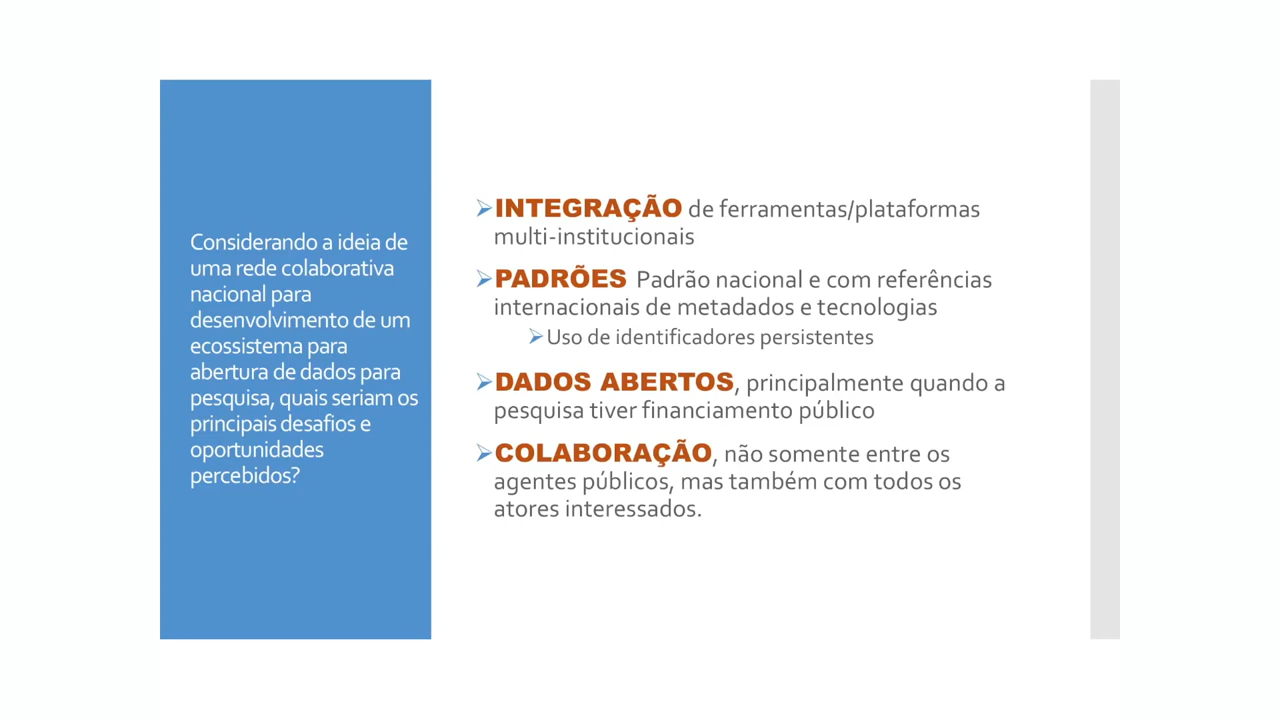 Considerando a ideia de
uma rede colaborativa
nacional para
desenvolvimento de um
ecossistema para
abertura de dados para
pesquisa, quais seriam os
principais desafios e
oportunidades
percebidos?
INTEGRAÇÃO de ferramentas/plataformas
multi-institucionais
PADRÕES Padrão nacional e com referências
internacionais de metadados e tecnologias
Uso de identificadores persistentes
DADOS ABERTOS, principalmente quando a
pesquisa tiver financiamento público
COLABORAÇÃO, não somente entre os
agentes públicos, mas também com todos os
atores interessados.